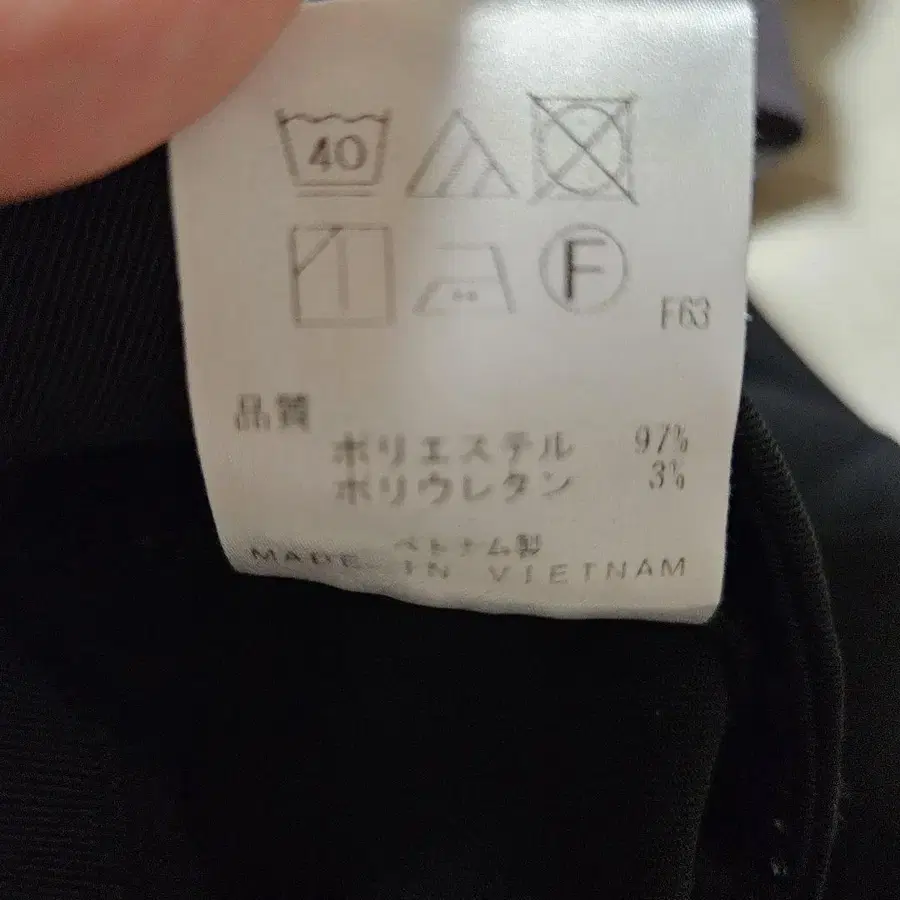 40
F
F63
品質
ポリエステル 97%
ポリウレタン 3%
ベトナム製
MADE IN VIETNAM